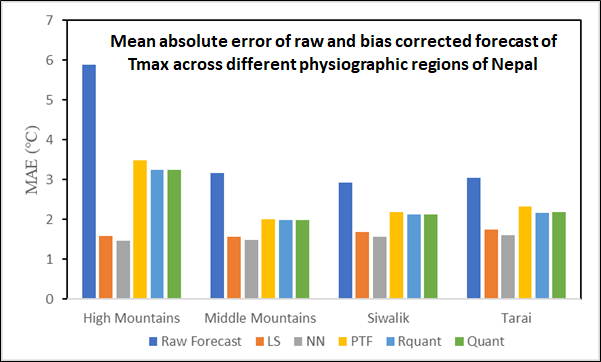 Mean absolute error of raw and bias corrected forecast of
Tmax across different physiographic regions of Nepal
MAE (°C)
7
6
5
4
3
2
1
0
High Mountains Middle Mountains Siwalik Tarai
Raw Forecast LS NN PTF Rquant Quant